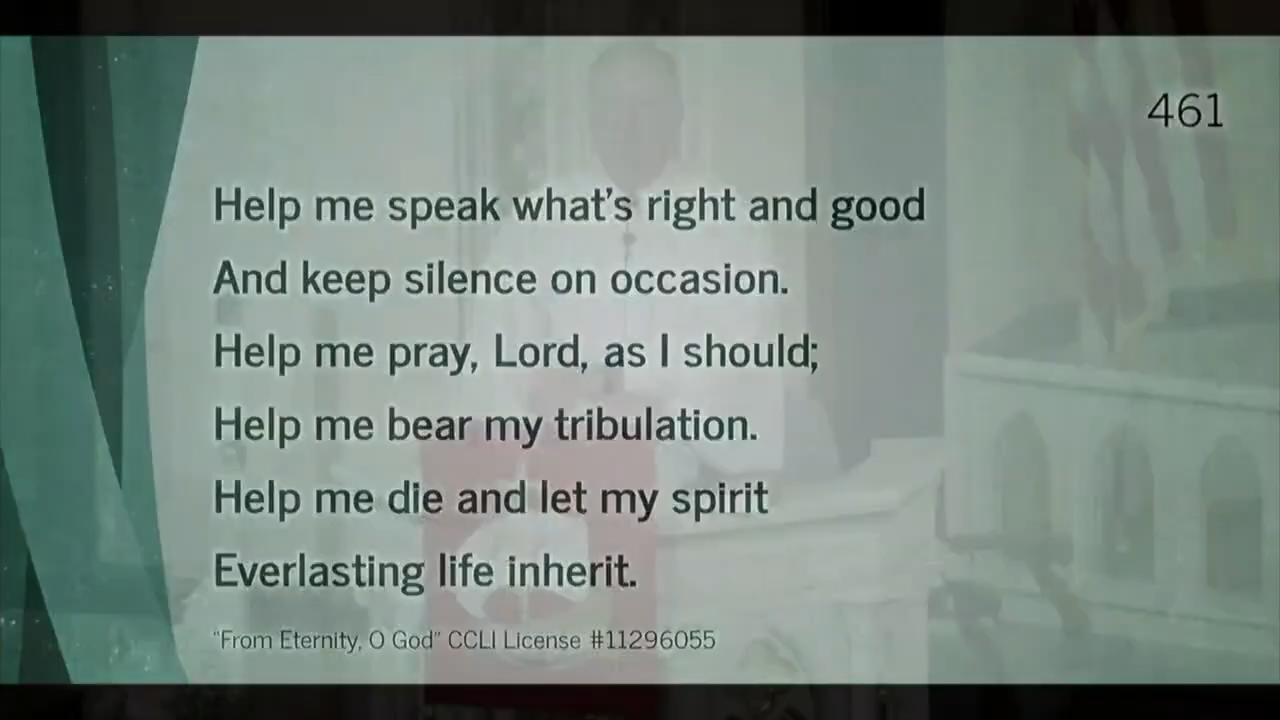 461
Help me speak what's right and good
And keep silence on occasion.
Help me pray, Lord, as I should;
Help me bear my tribulation.
Help me die and let my spirit
Everlasting life inherit.
"From Eternity, O God" CCLI License #11296055